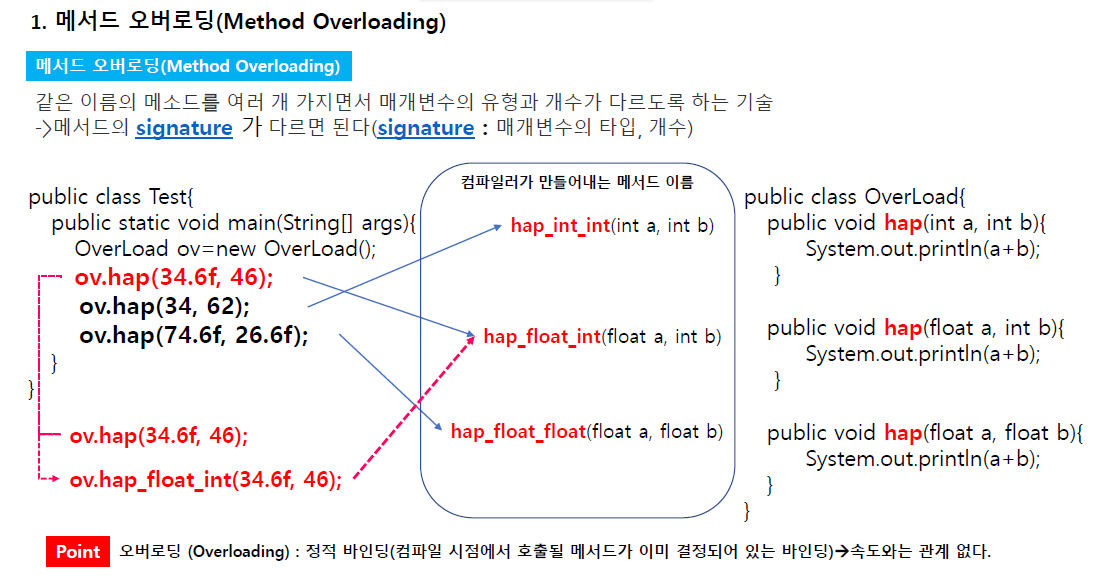 1. 메서드 오버로딩(Method Overloading)
메서드 오버로딩(Method Overloading)
같은 이름의 메소드를 여러 개 가지면서 매개변수의 유형과 개수가 다르도록 하는 기술
->메서드의 signature 가 다르면 된다(signature : 매개변수의 타입, 개수)
public class Test{
public static void main(String[] args){
OverLoad ov=new OverLoad();
ov.hap(34.6f, 46);
ov.hap(34, 62);
ov.hap(74.6f, 26.6f);
}
}
ov.hap(34.6f, 46);
ov.hap_float_int(34.6f, 46);
컴파일러가 만들어내는 메서드 이름
hap_int_int(int a, int b)
hap_float_int(float a, int b)
hap_float_float(float a, float b)
public class OverLoad{
public void hap(int a, int b){
System.out.println(a+b);
}
public void hap(float a, int b){
System.out.println(a+b);
}
public void hap(float a, float b){
System.out.println(a+b);
}
}
Point 오버로딩 (Overloading) : 정적 바인딩(컴파일 시점에서 호출될 메서드가 이미 결정되어 있는 바인딩)→속도와는 관계 없다.